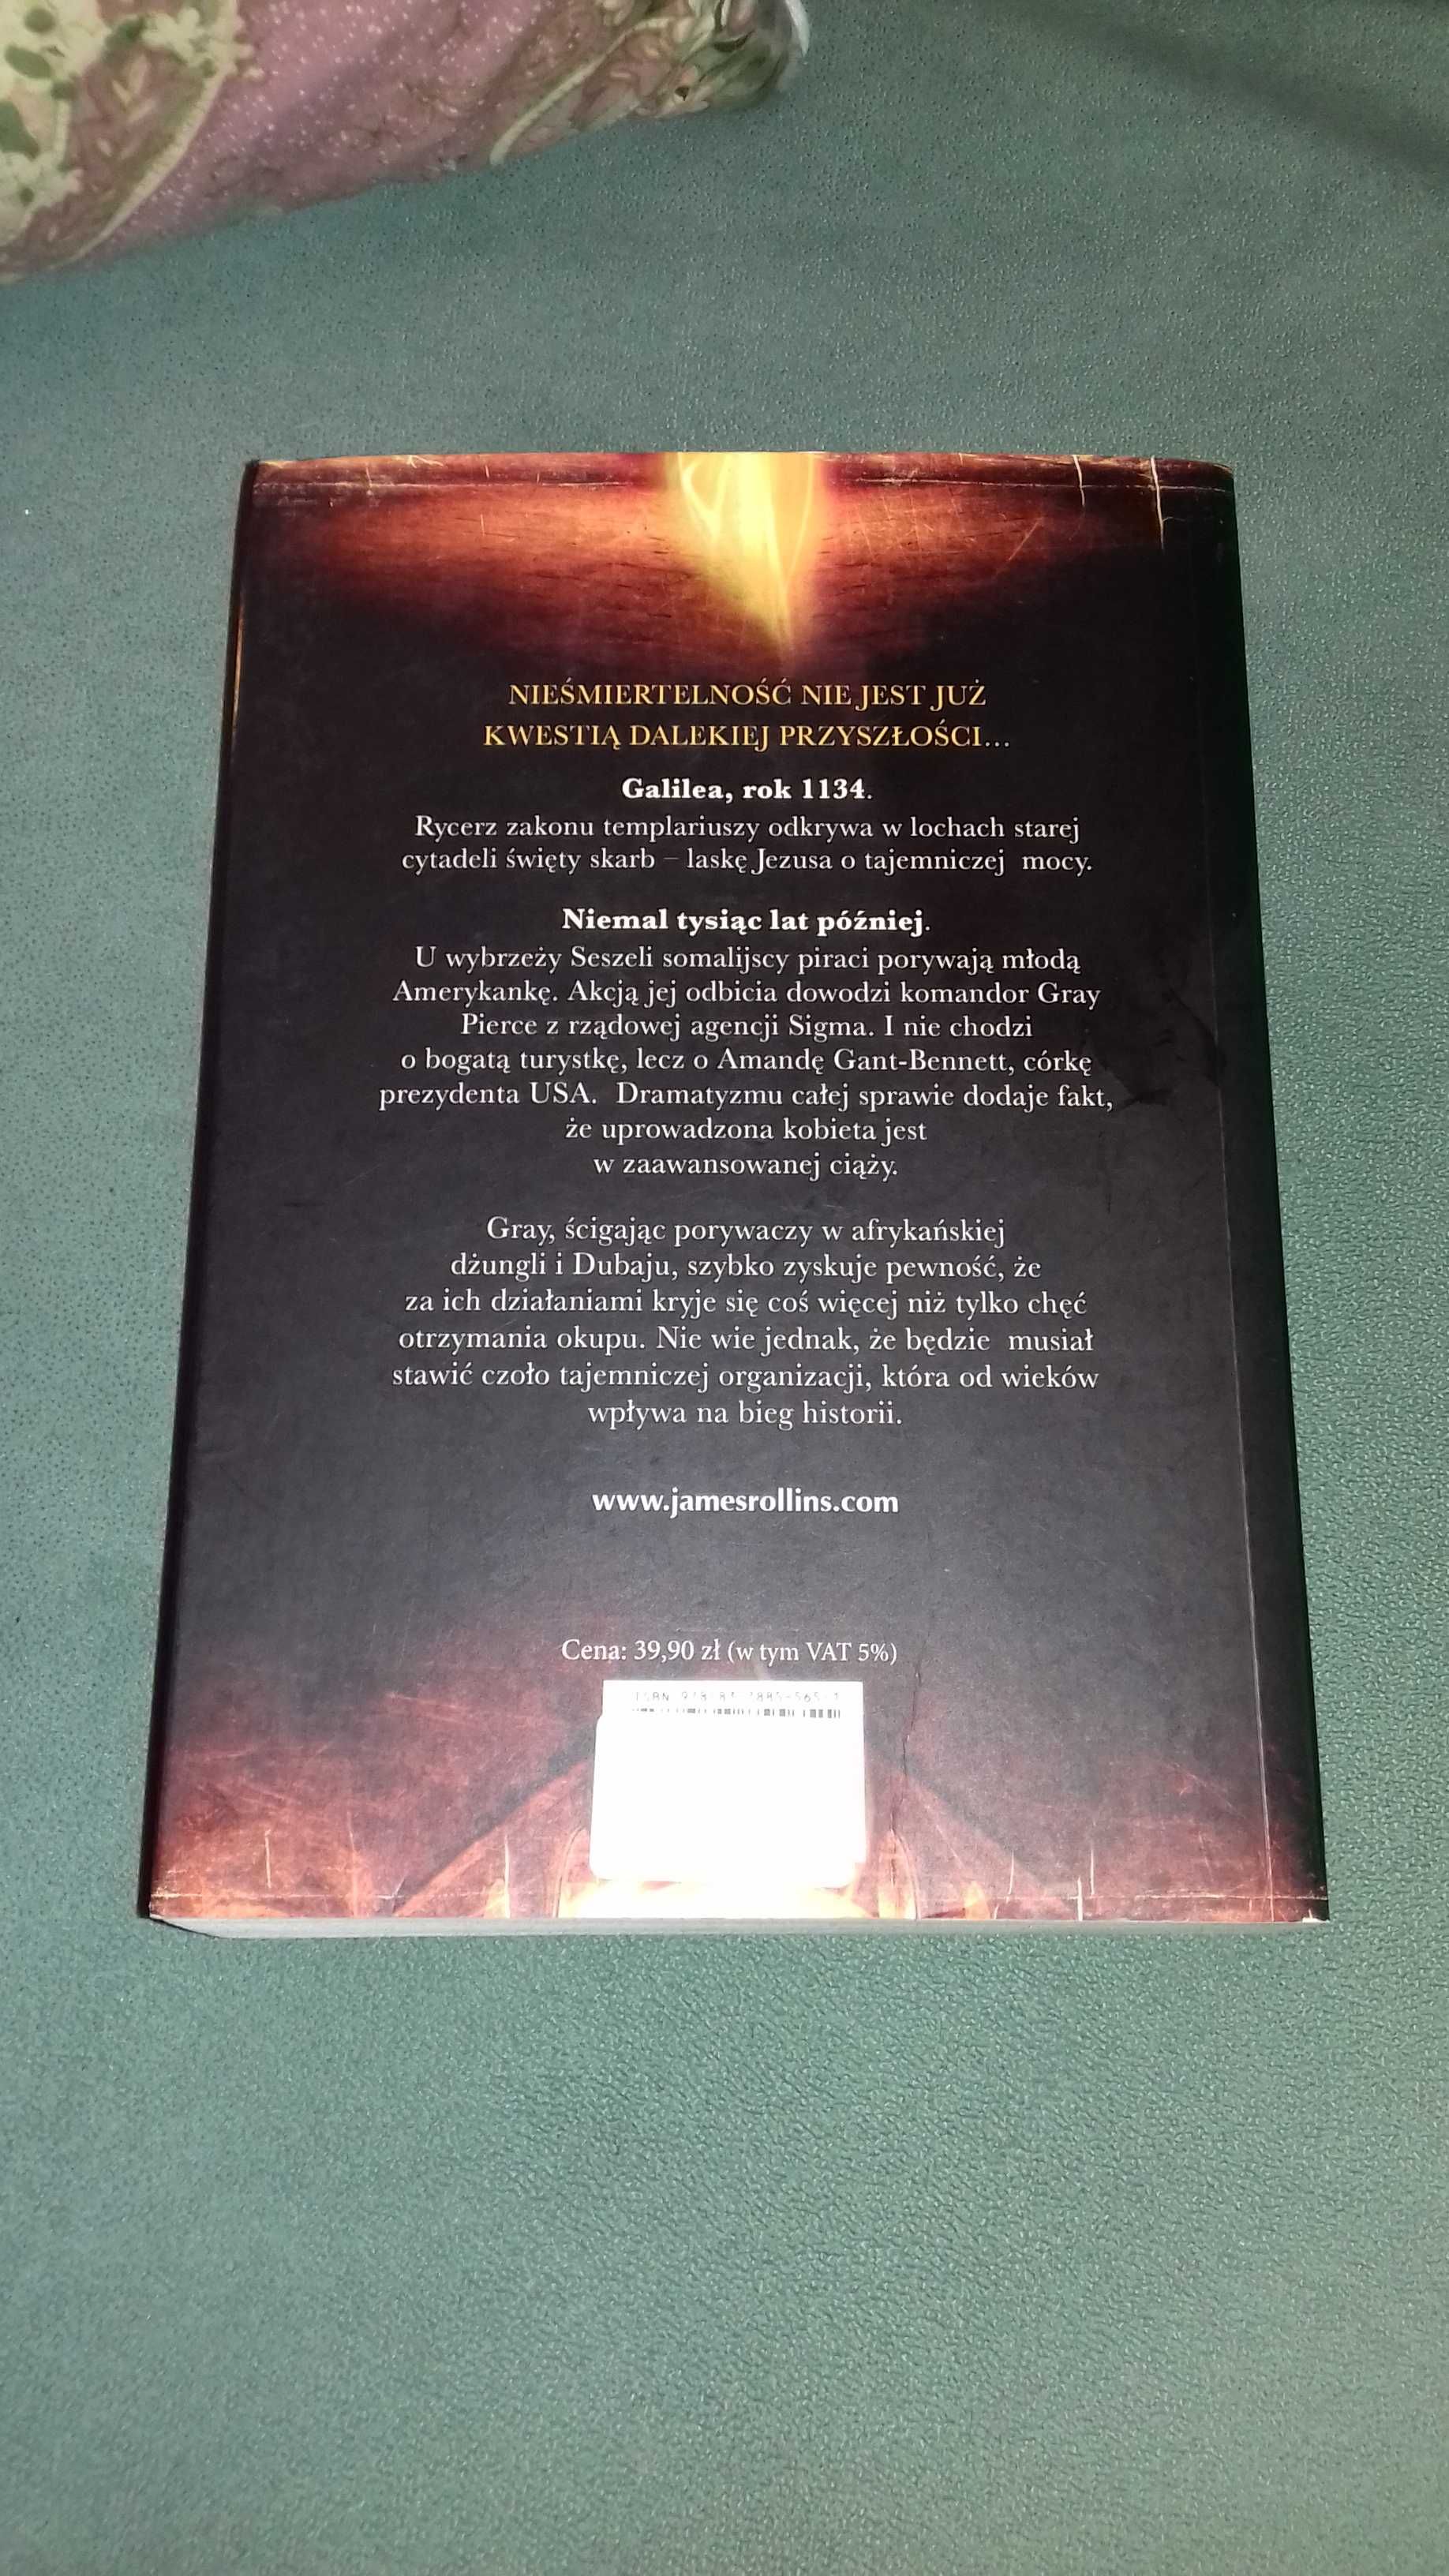 NIEŚMIERTELNOŚĆ NIE JEST JUŻ
KWESTIĄ DALEKIEJ PRZYSZŁOŚCI...
Galilea, rok 1134.
Rycerz zakonu templariuszy odkrywa w lochach starej
cytadeli święty skarb – laskę Jezusa o tajemniczej mocy.
Niemal tysiąc lat później.
U wybrzeży Seszeli somalijscy piraci porywają młodą
Amerykankę. Akcją jej odbicia dowodzi komandor Gray
Pierce z rządowej agencji Sigma. I nie chodzi
o bogatą turystkę, lecz o Amandę Gant-Bennett, córkę
prezydenta USA. Dramatyzmu całej sprawie dodaje fakt,
że uprowadzona kobieta jest
w zaawansowanej ciąży.
Gray, ścigając porywaczy w afrykańskiej
dżungli i Dubaju, szybko zyskuje pewność, że
za ich działaniami kryje się coś więcej niż tylko chęć
otrzymania okupu. Nie wie jednak, że będzie musiał
stawić czoło tajemniczej organizacji, która od wieków
wpływa na bieg historii.
www.jamesrollins.com
Cena: 39,90 zł (w tym VAT 5%)
ISBN